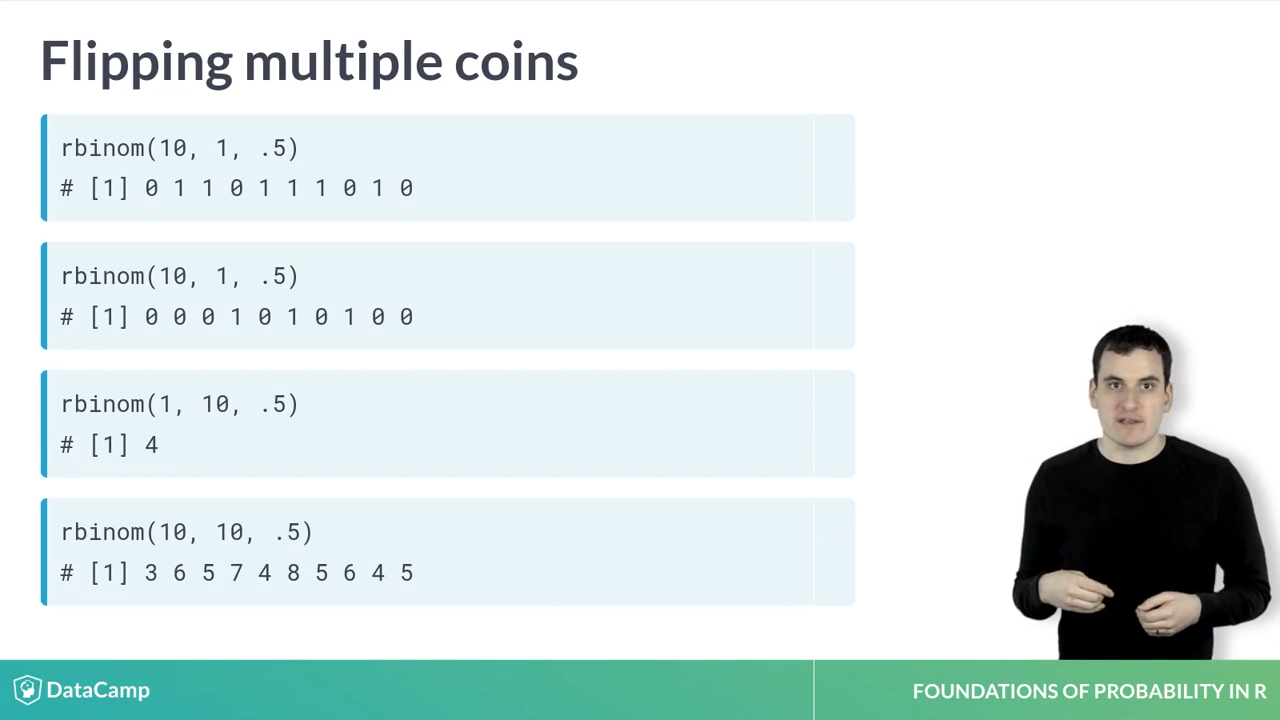 Flipping multiple coins
rbinom(10, 1, .5)
# [1] 0 1 1 0 1 1 1 0 1 0
rbinom(10, 1, .5)
# [1] 0 0 0 1 0 1 0 1 0 0
rbinom(1, 10, .5)
# [1] 4
rbinom(10, 10, .5)
# [1] 3 6 5 7 4 8 5 6 4 5
DataCamp
FOUNDATIONS OF PROBABILITY IN R